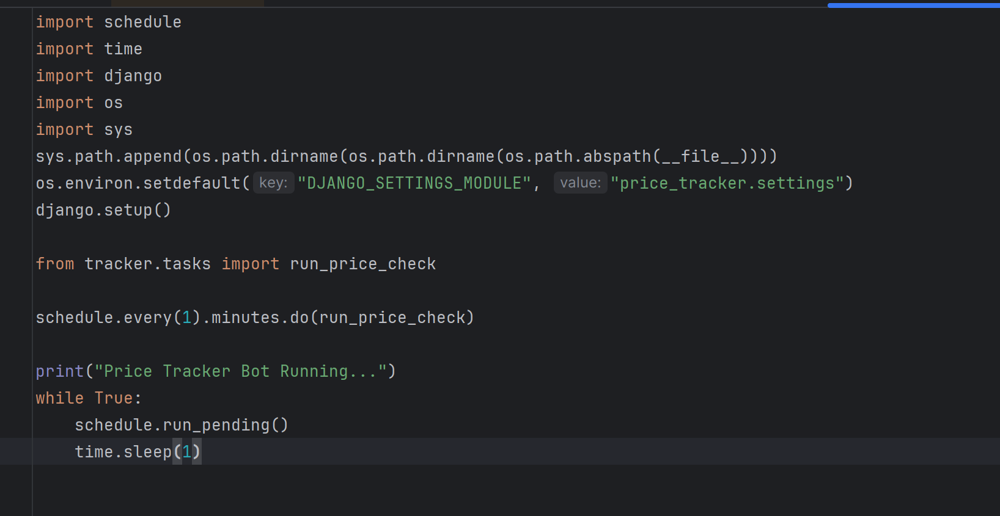 import schedule
import time
import django
import os
import sys
sys.path.append(os.path.dirname(os.path.dirname(os.path.abspath(__file__))))
os.environ.setdefault(key: "DJANGO_SETTINGS_MODULE", value: "price_tracker.settings")
django.setup()
from tracker.tasks import run_price_check
schedule.every(1).minutes.do(run_price_check)
print("Price Tracker Bot Running...")
while True:
    schedule.run_pending()
    time.sleep(1)